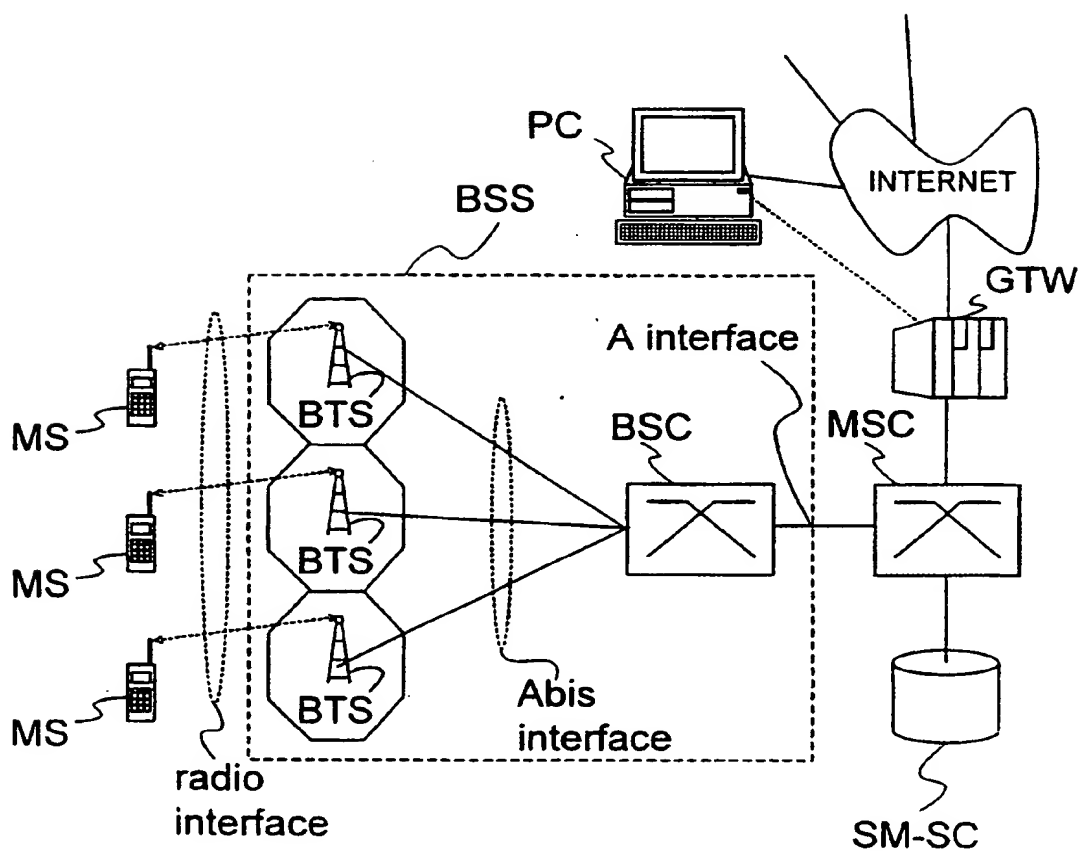 PC
INTERNET
BSS
GTW
A interface
BSC
MSC
MS
BTS
MS
BTS
MS
BTS
Abis
interface
radio
interface
SM-SC